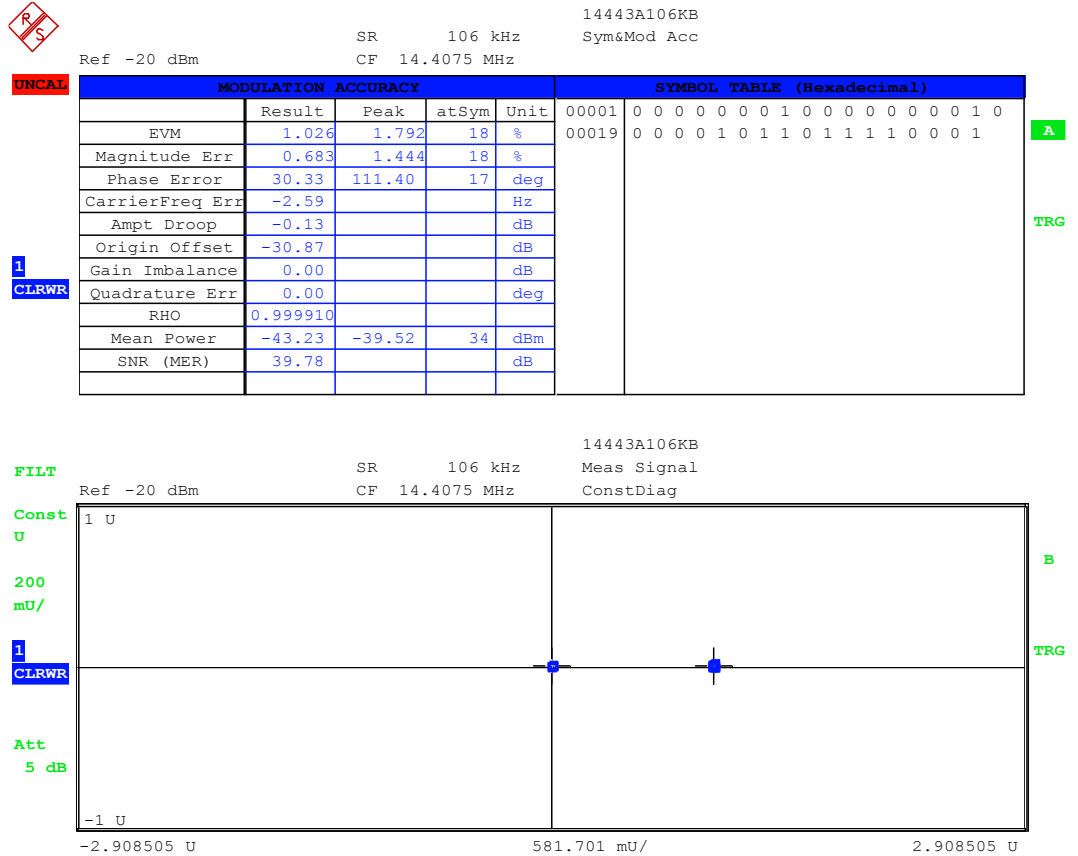 14443A106KB
R
S
SR 106 kHz Sym&Mod Acc
Ref -20 dBm CF 14.4075 MHz
UNCAL
MODULATION ACCURACY SYMBOL TABLE (Hexadecimal)
Result Peak atSym Unit 00001 0 0 0 0 0 0 0 1 0 0 0 0 0 0 0 0 1 0
EVM 1.026 1.792 18 % 00019 0 0 0 0 1 0 1 1 0 1 1 1 1 0 0 0 1
A
Magnitude Err 0.683 1.444 18 %
Phase Error 30.33 111.40 17 deg
CarrierFreq Err -2.59 Hz
Ampt Droop -0.13 dB
TRG
Origin Offset -30.87 dB
1
Gain Imbalance 0.00 dB
CLRWR
Quadrature Err 0.00 deg
RHO 0.999910
Mean Power -43.23 -39.52 34 dBm
SNR (MER) 39.78 dB
14443A106KB
FILT
SR 106 kHz Meas Signal
Ref -20 dBm CF 14.4075 MHz ConstDiag
Const
U
1 U
B
200
mU/
1
TRG
CLRWR
Att
5 dB
-1 U
-2.908505 U 581.701 mU/ 2.908505 U